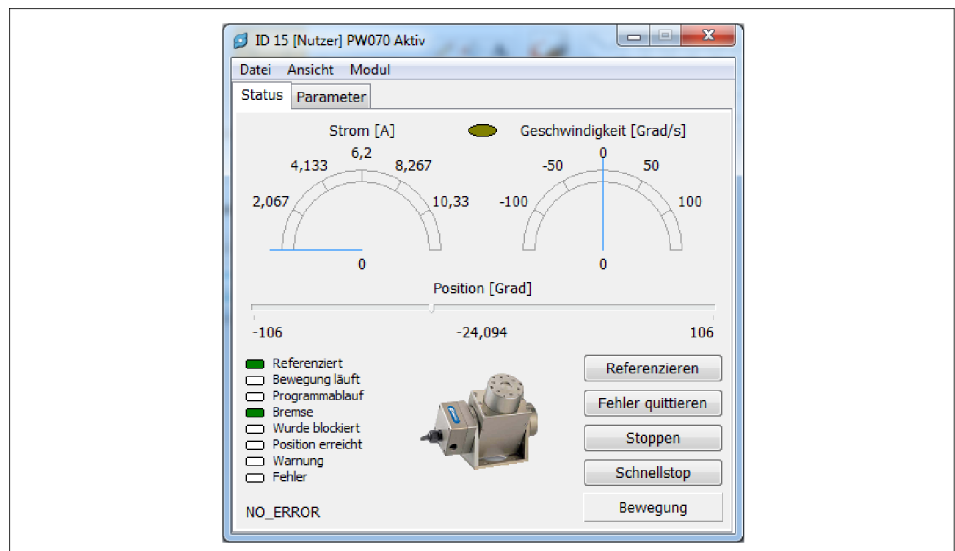 ID 15 [Nutzer] PW070 Aktiv
Datei Ansicht Modul
Status Parameter
Strom [A]
6,2
4,133 8,267
2,067 10,33
0
Geschwindigkeit [Grad/s]
0
-50 50
-100 100
0
Position [Grad]
-106 -24,094 106
Referenziert
Bewegung läuft
Programmablauf
Bremse
Wurde blockiert
Position erreicht
Warnung
Fehler
NO_ERROR
Referenzieren
Fehler quittieren
Stoppen
Schnellstop
Bewegung